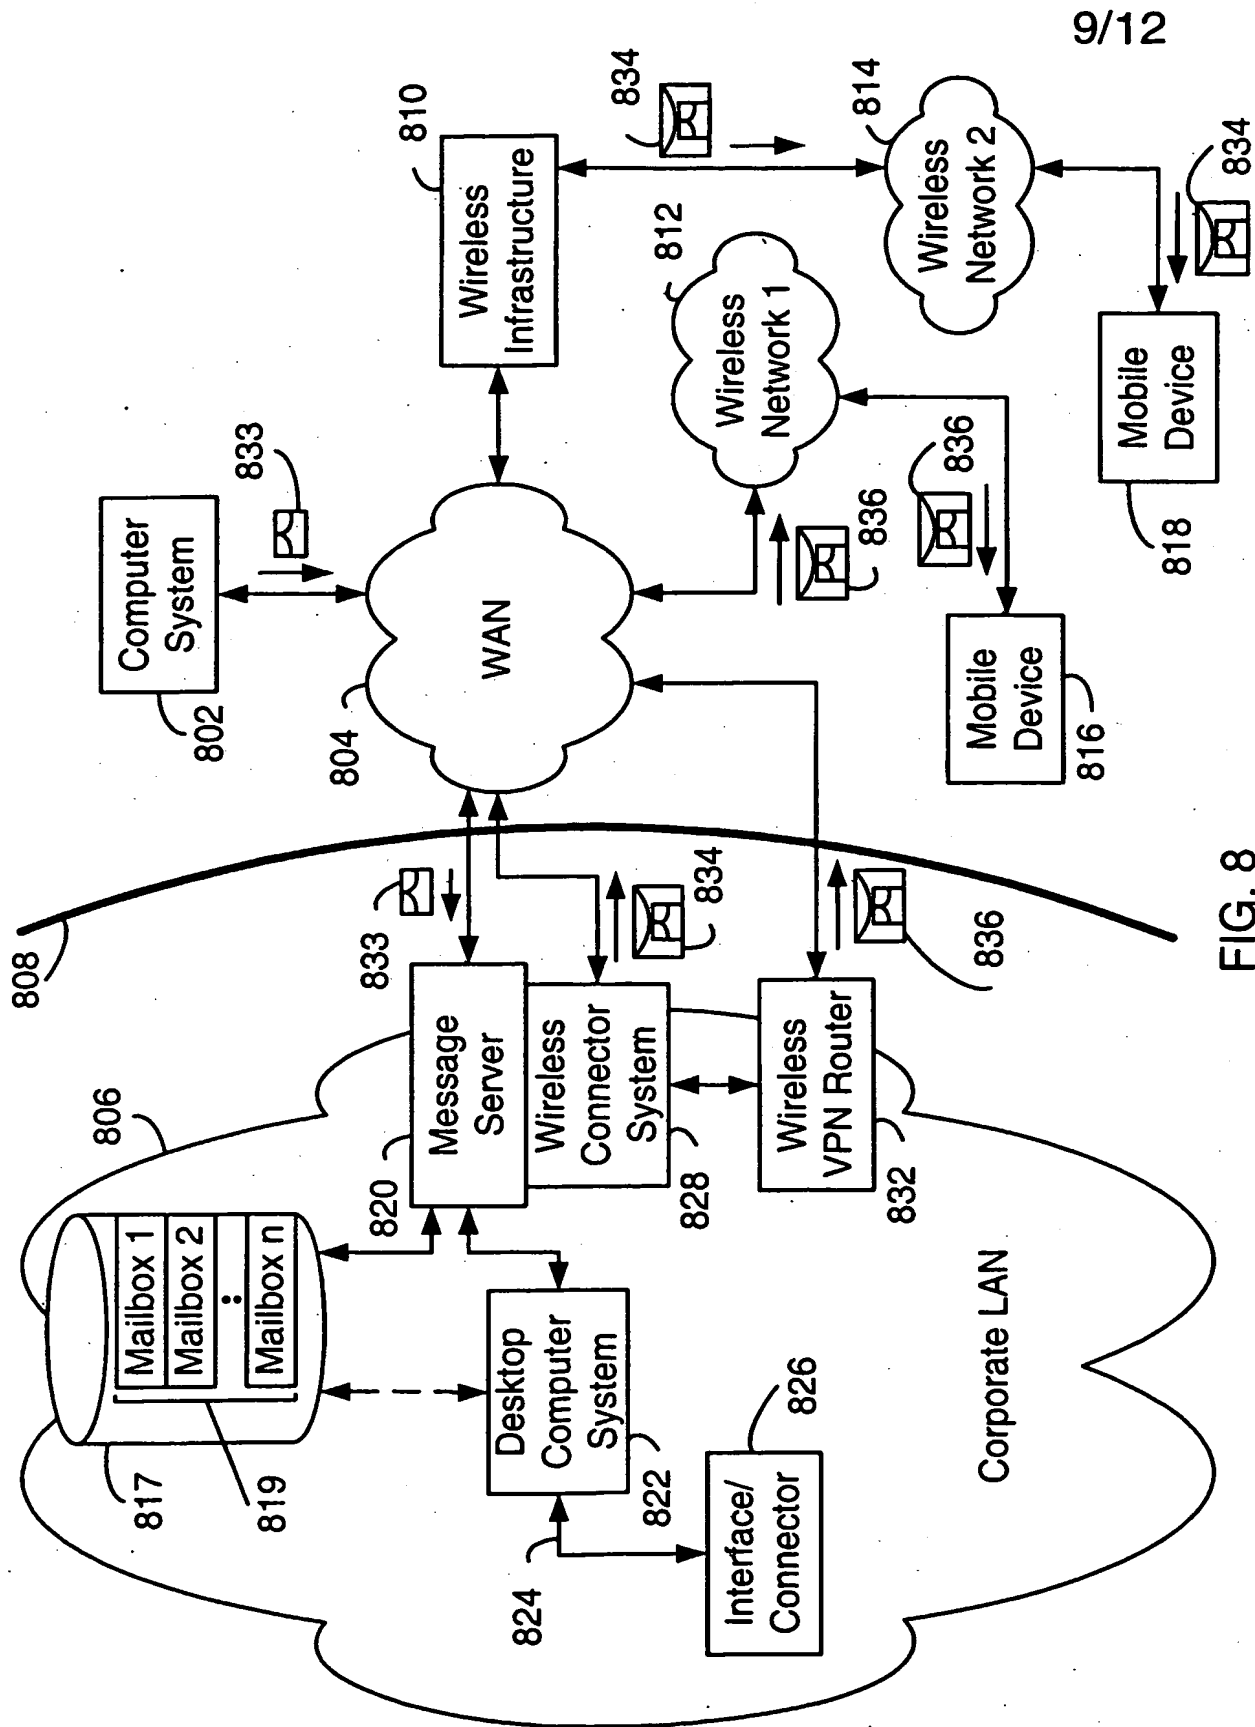 9/12
808
806
817
819
Mailbox 1
Mailbox 2
:
Mailbox n
820
Message
Server
833
Wireless
Connector
System
828
834
Wireless
VPN Router
832
836
Desktop
Computer
System
822
824
Interface/
Connector
826
Corporate LAN
802
Computer
System
833
804
WAN
810
Wireless
Infrastructure
834
812
Wireless
Network 1
836
836
814
Wireless
Network 2
834
Mobile
Device
816
Mobile
Device
818
FIG. 8